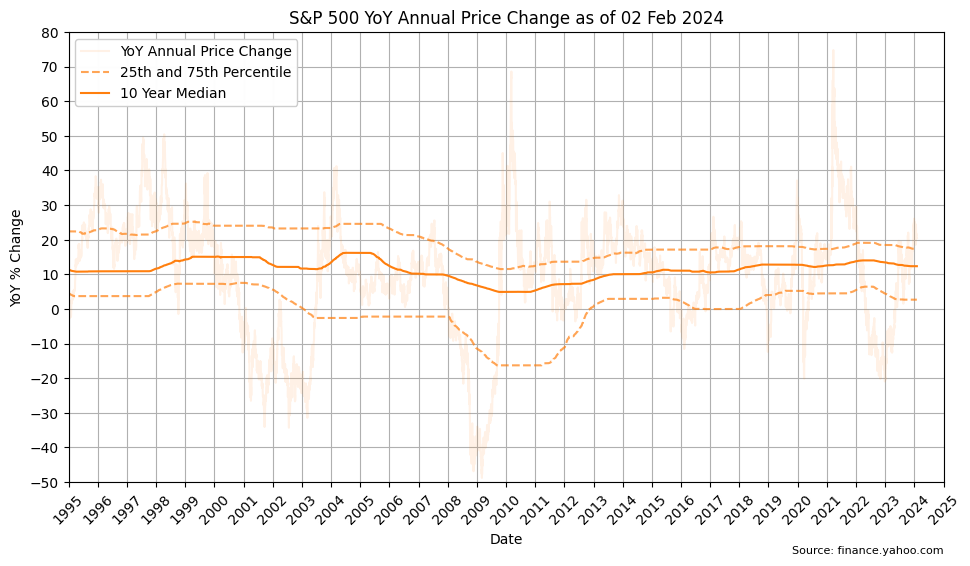 S&P 500 YoY Annual Price Change as of 02 Feb 2024
80
70
60
50
40
30
20
10
0
−10
−20
−30
−40
−50
YoY % Change
YoY Annual Price Change
25th and 75th Percentile
10 Year Median
1995 1996 1997 1998 1999 2000 2001 2002 2003 2004 2005 2006 2007 2008 2009 2010 2011 2012 2013 2014 2015 2016 2017 2018 2019 2020 2021 2022 2023 2024 2025
Date
Source: finance.yahoo.com